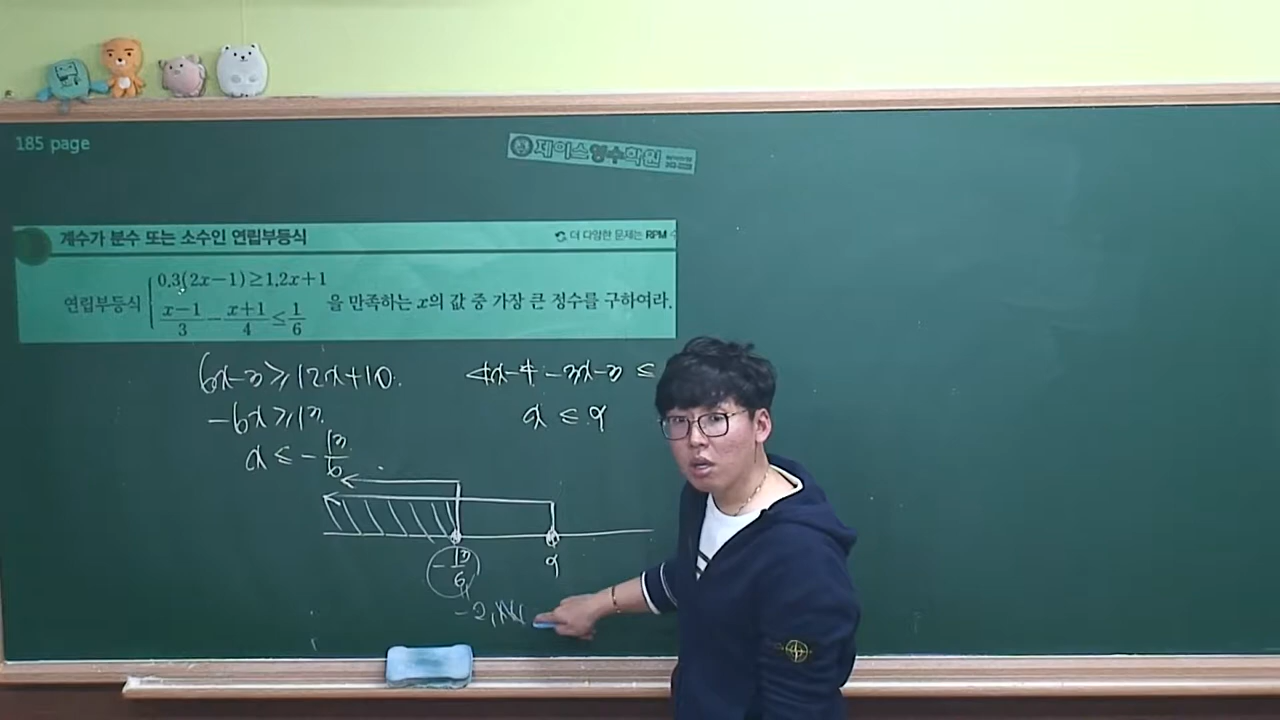 185 page
제이스영수학원
계수가 분수 또는 소수인 연립부등식
더 다양한 문제는 RPM
연립부등식 { 0.3(2x-1)≥1.2x+1
(x-1)/3 - (x+1)/4 ≤ 1/6 을 만족하는 x의 값 중 가장 큰 정수를 구하여라.
6x-3≥12x+10.
4x-4-3x-3≤
-6x≥13.
x≤9
x≤-13/6
-13/6
9
-2.